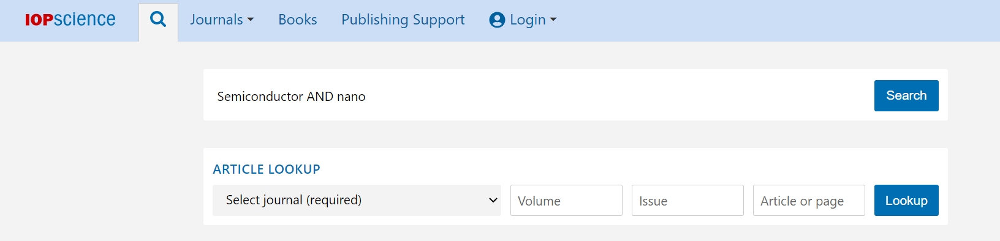 IOPscience Journals Books Publishing Support Login
Semiconductor AND nano Search
ARTICLE LOOKUP
Select journal (required) Volume Issue Article or page Lookup